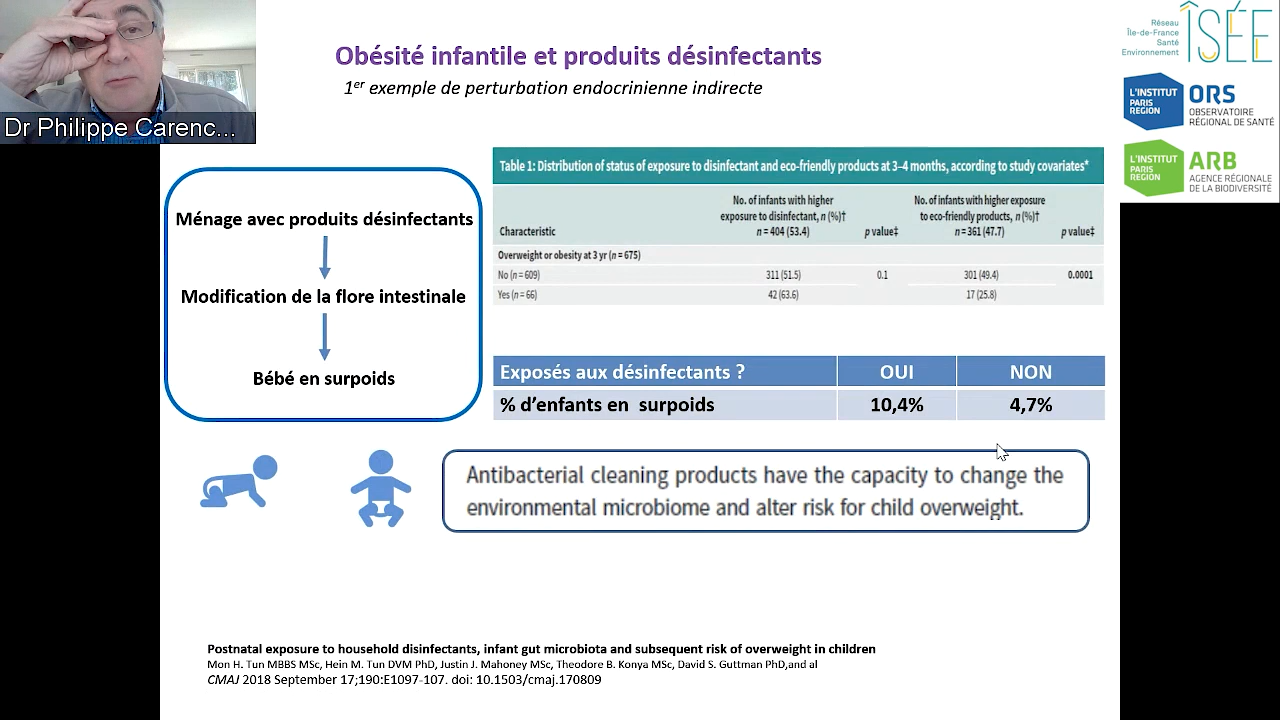 Dr Philippe Carenc...
Obésité infantile et produits désinfectants
1er exemple de perturbation endocrinienne indirecte
Réseau
Île-de-France
Santé
Environnement
ÎSÉE
L'INSTITUT
PARIS
REGION
ORS
OBSERVATOIRE
RÉGIONAL DE SANTÉ
L'INSTITUT
PARIS
REGION
ARB
AGENCE RÉGIONALE
DE LA BIODIVERSITÉ
Ménage avec produits désinfectants
Modification de la flore intestinale
Bébé en surpoids
Table 1: Distribution of status of exposure to disinfectant and eco-friendly products at 3–4 months, according to study covariates*
Characteristic
No. of infants with higher
exposure to disinfectant, n (%)†
n = 404 (53.4)
p value‡
No. of infants with higher exposure
to eco-friendly products, n (%)†
n = 361 (47.7)
p value‡
Overweight or obesity at 3 yr (n = 675)
No (n = 609) 311 (51.5) 0.1 301 (49.4) 0.0001
Yes (n = 66) 42 (63.6) 17 (25.8)
Exposés aux désinfectants ? OUI NON
% d'enfants en surpoids 10,4% 4,7%
Antibacterial cleaning products have the capacity to change the
environmental microbiome and alter risk for child overweight.
Postnatal exposure to household disinfectants, infant gut microbiota and subsequent risk of overweight in children
Mon H. Tun MBBS MSc, Hein M. Tun DVM PhD, Justin J. Mahoney MSc, Theodore B. Konya MSc, David S. Guttman PhD,and al
CMAJ 2018 September 17;190:E1097-107. doi: 10.1503/cmaj.170809